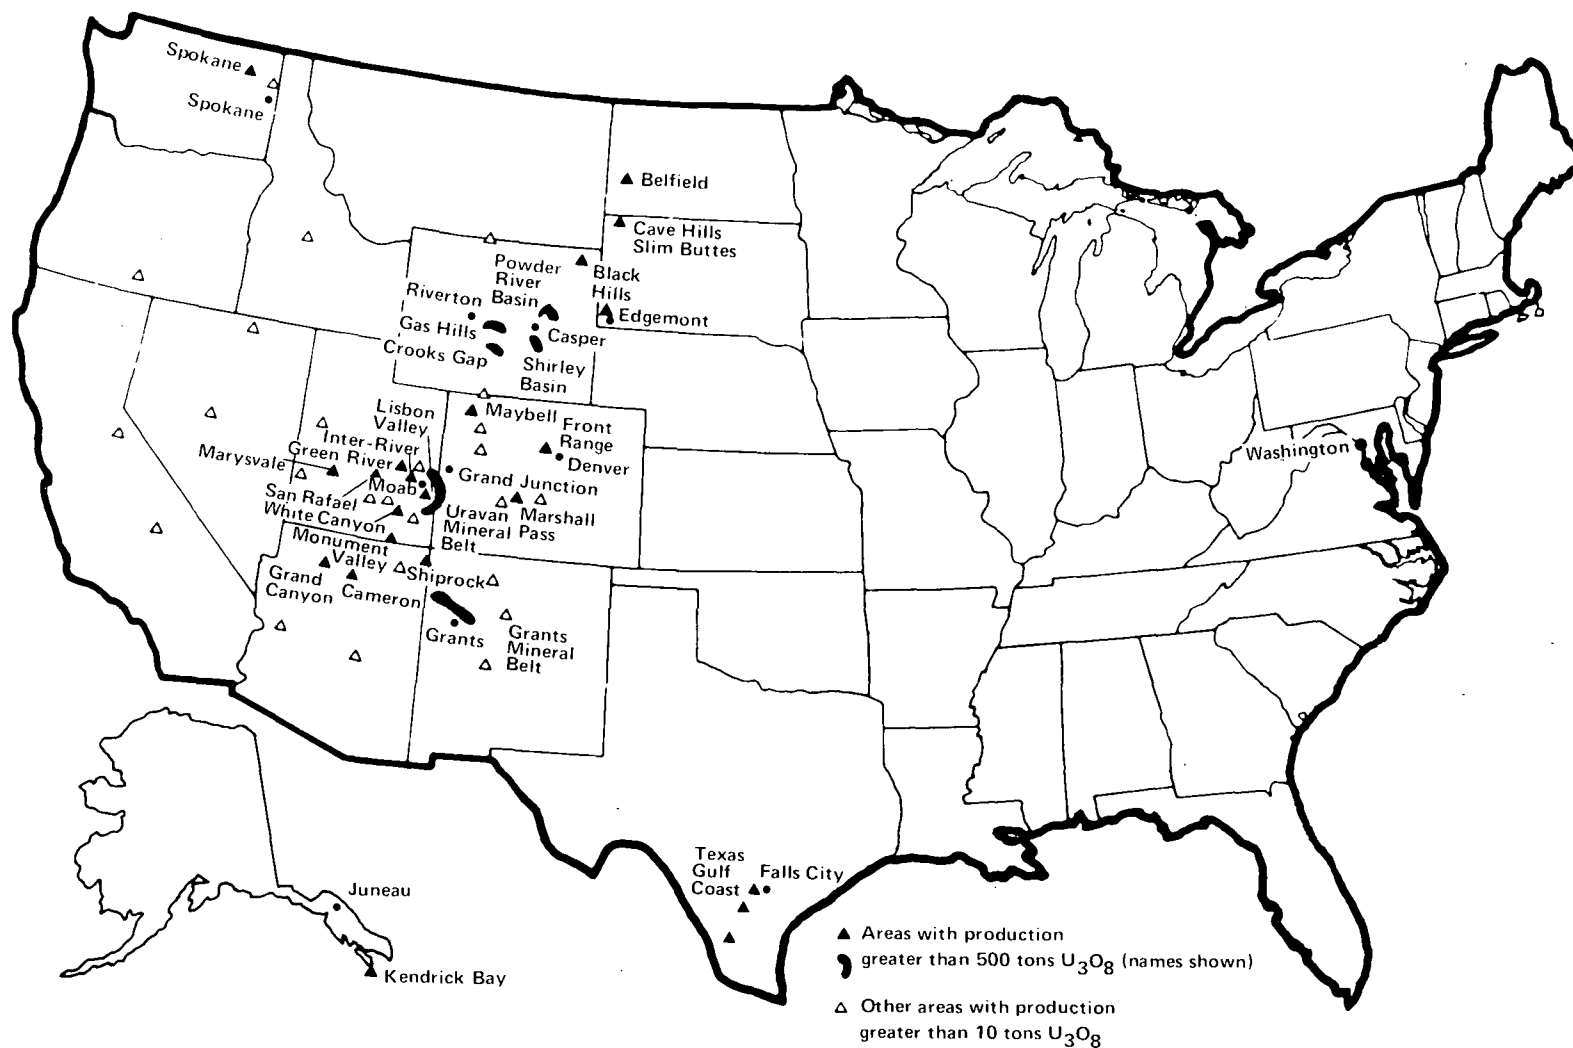 Spokane
Spokane
Belfield
Cave Hills
Slim Buttes
Powder
River
Basin
Black
Hills
Edgemont
Riverton
Gas Hills
Crooks Gap
Casper
Shirley
Basin
Lisbon
Valley
Inter-River
Green River
Marysvale
Moab
San Rafael
White Canyon
Maybell
Front
Range
Denver
Grand Junction
Uravan
Mineral
Belt
Marshall
Pass
Monument
Valley
Grand
Canyon
Cameron
Shiprock
Grants
Grants
Mineral
Belt
Washington
Texas
Gulf
Coast
Falls City
Juneau
Kendrick Bay
Areas with production
greater than 500 tons U3O8 (names shown)
Other areas with production
greater than 10 tons U3O8